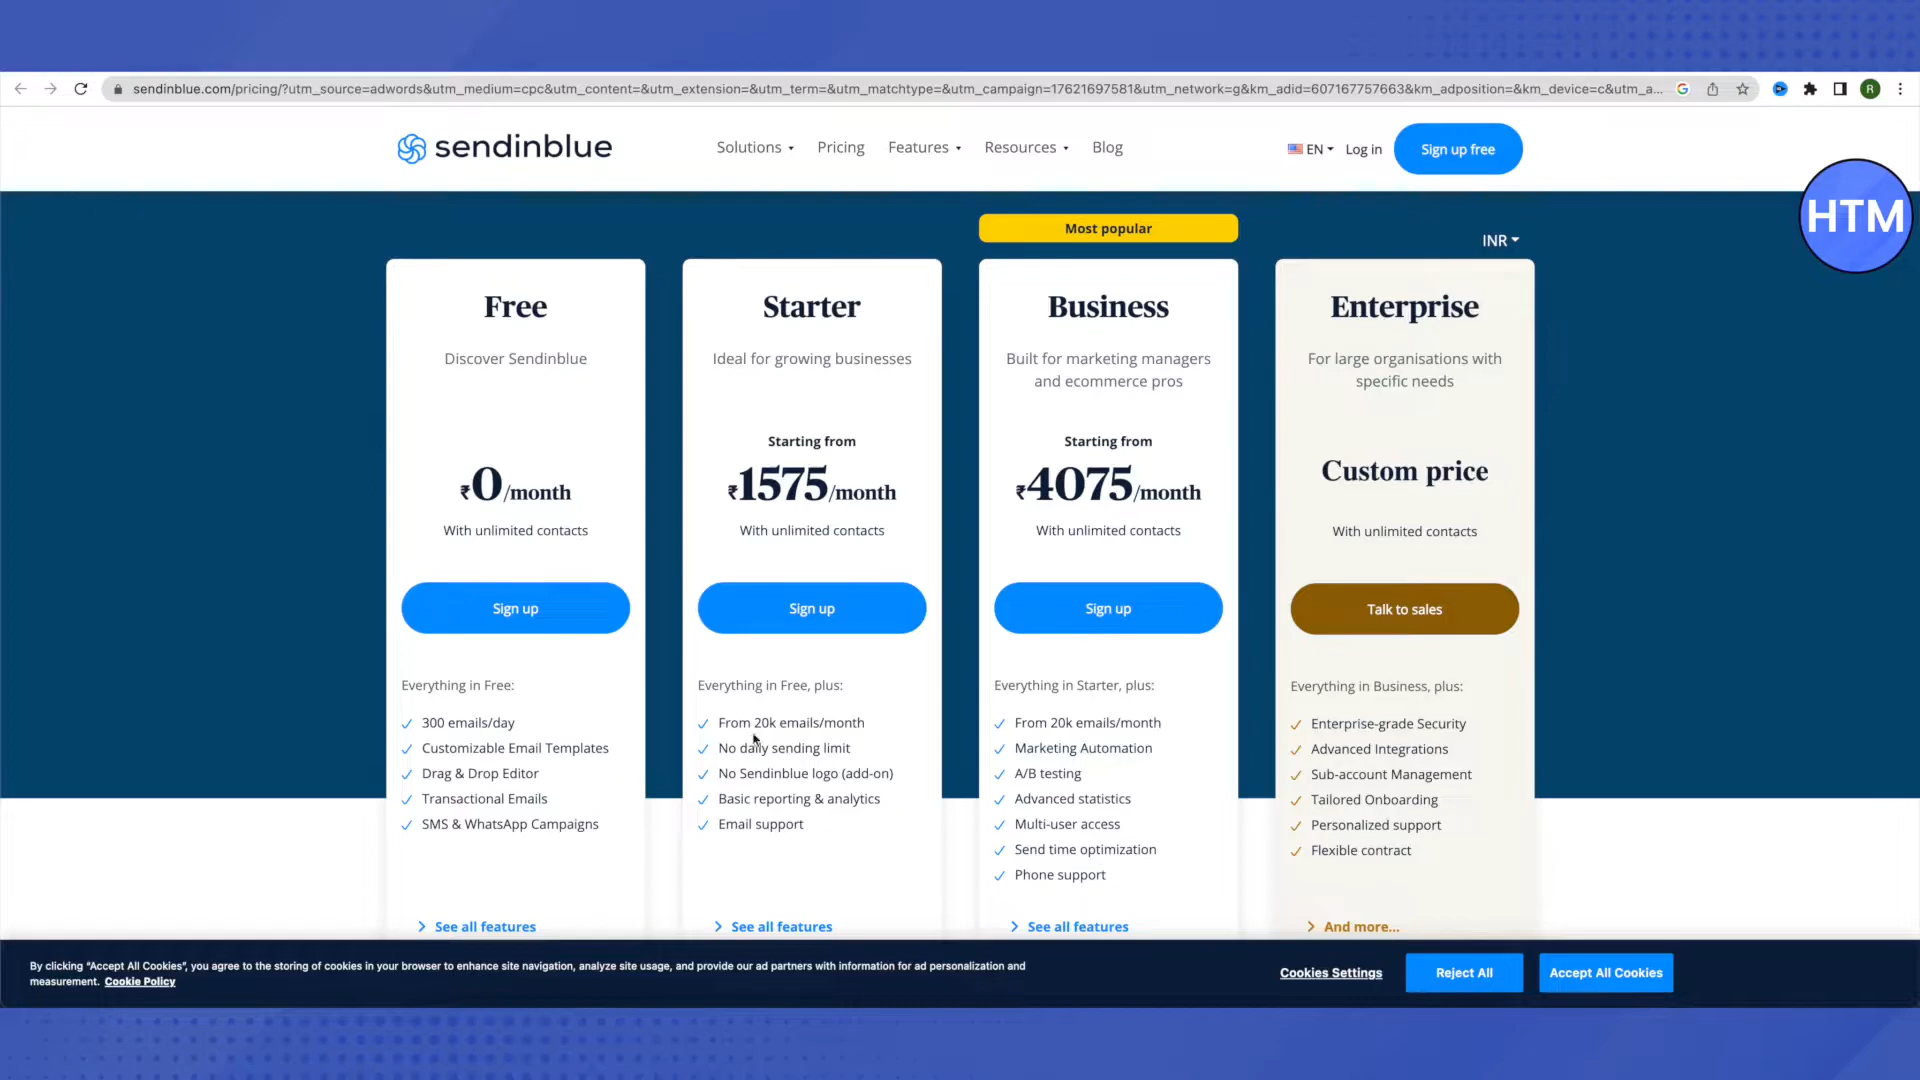 sendinblue.com/pricing/?utm_source=adwords&utm_medium=cpc&utm_content=&utm_extension=&utm_term=&utm_matchtype=&utm_campaign=17621697581&utm_network=g&km_adid=607167757663&km_adposition=&km_device=c&utm_a...
G
R
sendinblue
Solutions
Pricing
Features
Resources
Blog
EN
Log in
Sign up free
HTM
Most popular
INR
Free
Discover Sendinblue
₹0/month
With unlimited contacts
Sign up
Everything in Free:
300 emails/day
Customizable Email Templates
Drag & Drop Editor
Transactional Emails
SMS & WhatsApp Campaigns
See all features
Starter
Ideal for growing businesses
Starting from
₹1575/month
With unlimited contacts
Sign up
Everything in Free, plus:
From 20k emails/month
No daily sending limit
No Sendinblue logo (add-on)
Basic reporting & analytics
Email support
See all features
Business
Built for marketing managers
and ecommerce pros
Starting from
₹4075/month
With unlimited contacts
Sign up
Everything in Starter, plus:
From 20k emails/month
Marketing Automation
A/B testing
Advanced statistics
Multi-user access
Send time optimization
Phone support
See all features
Enterprise
For large organisations with
specific needs
Custom price
With unlimited contacts
Talk to sales
Everything in Business, plus:
Enterprise-grade Security
Advanced Integrations
Sub-account Management
Tailored Onboarding
Personalized support
Flexible contract
And more...
By clicking “Accept All Cookies”, you agree to the storing of cookies in your browser to enhance site navigation, analyze site usage, and provide our ad partners with information for ad personalization and
measurement. Cookie Policy
Cookies Settings
Reject All
Accept All Cookies